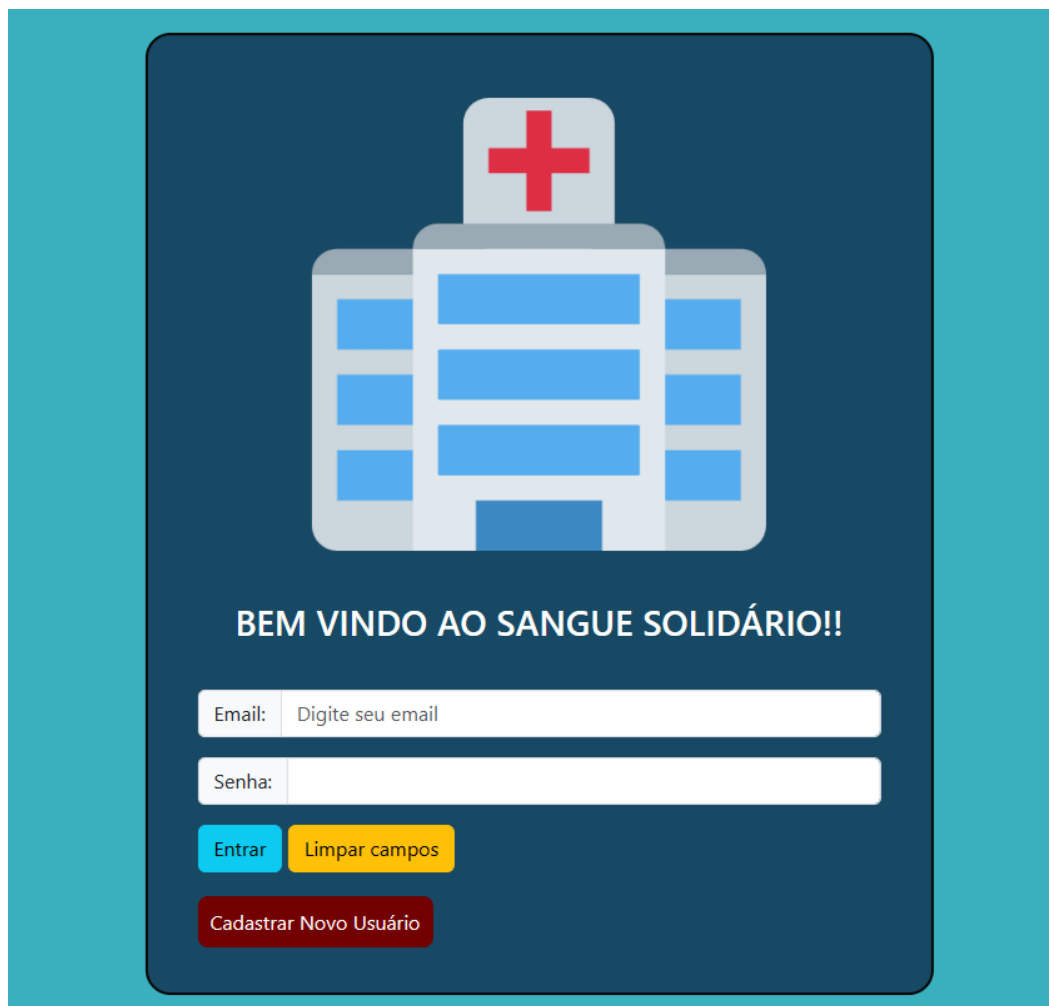 BEM VINDO AO SANGUE SOLIDÁRIO!!
Email: Digite seu email
Senha:
Entrar Limpar campos
Cadastrar Novo Usuário